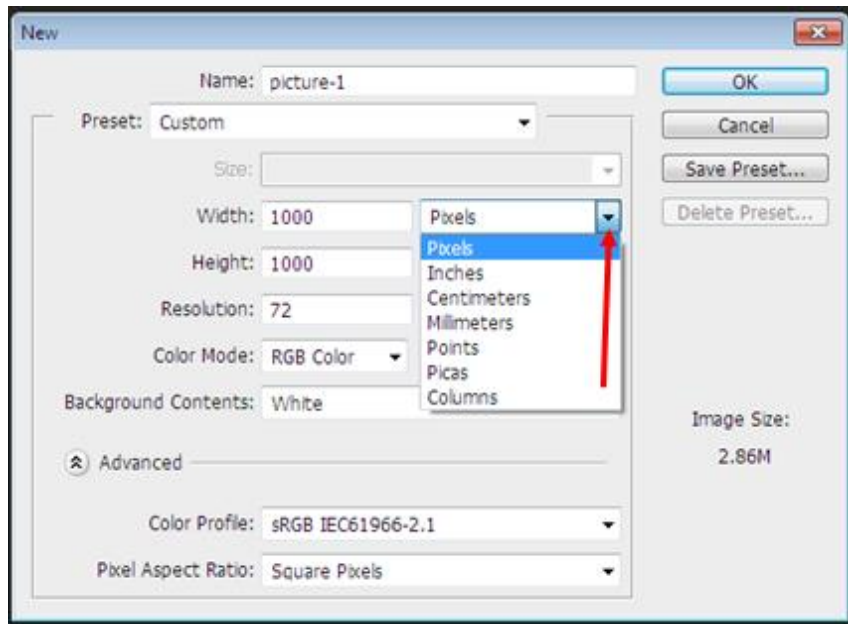 New
Name: picture-1
OK
Preset: Custom
Cancel
Size:
Save Preset...
Width: 1000 Pixels
Delete Preset...
Pixels
Height: 1000
Inches
Centimeters
Resolution: 72
Millimeters
Points
Color Mode: RGB Color
Picas
Background Contents: White
Columns
Image Size:
Advanced
2.86M
Color Profile: sRGB IEC61966-2.1
Pixel Aspect Ratio: Square Pixels